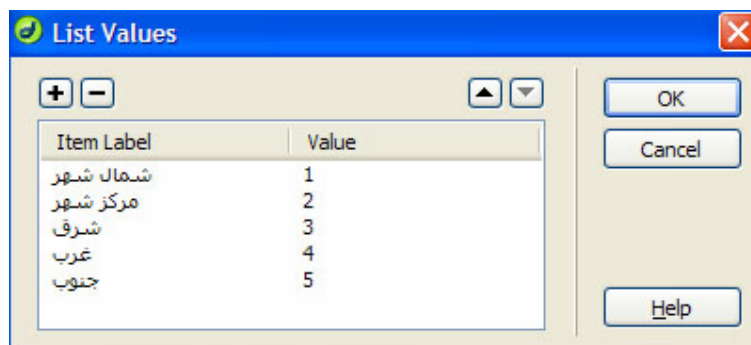 List Values
OK
Cancel
Item Label Value
شمال شهر 1
مرکز شهر 2
شرق 3
غرب 4
جنوب 5
Help